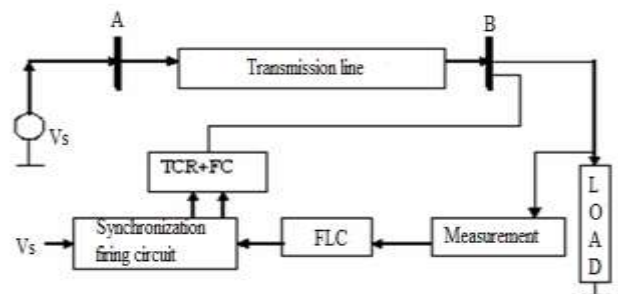 A
B
Transmission line
Vs
TCR+FC
L
O
A
D
Synchronization
firing circuit
FLC
Measurement
Vs